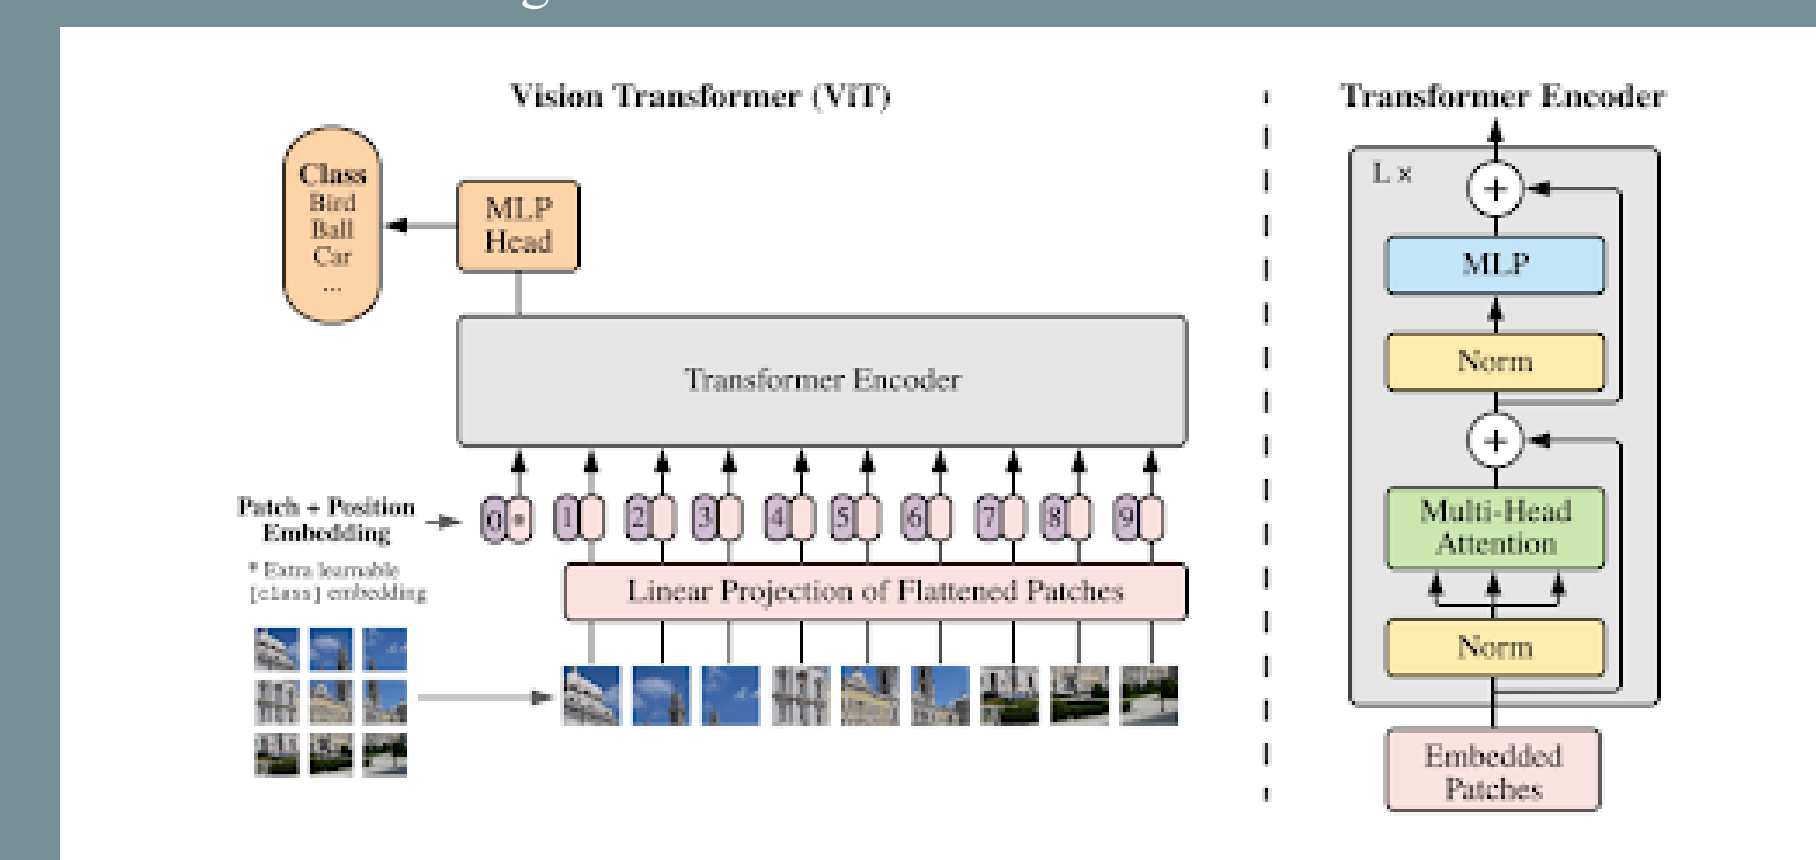 Vision Transformer (ViT)
Class
Bird
Ball
Car
...
MLP
Head
Transformer Encoder
Patch + Position
Embedding
* Extra learnable
[class] embedding
0 * 1 2 3 4 5 6 7 8 9
Linear Projection of Flattened Patches
Transformer Encoder
L ×
+
MLP
Norm
+
Multi-Head
Attention
Norm
Embedded
Patches